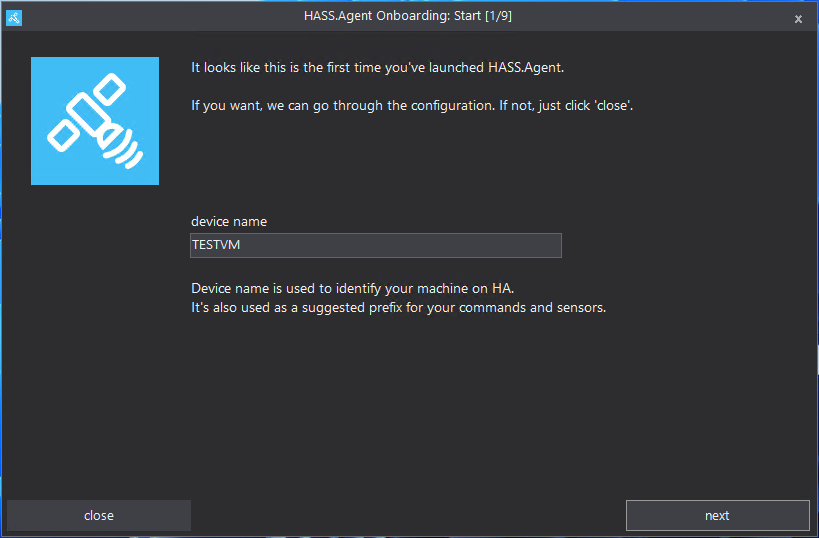 HASS.Agent Onboarding: Start [1/9]
x
It looks like this is the first time you've launched HASS.Agent.
If you want, we can go through the configuration. If not, just click 'close'.
device name
TESTVM
Device name is used to identify your machine on HA.
It's also used as a suggested prefix for your commands and sensors.
close
next